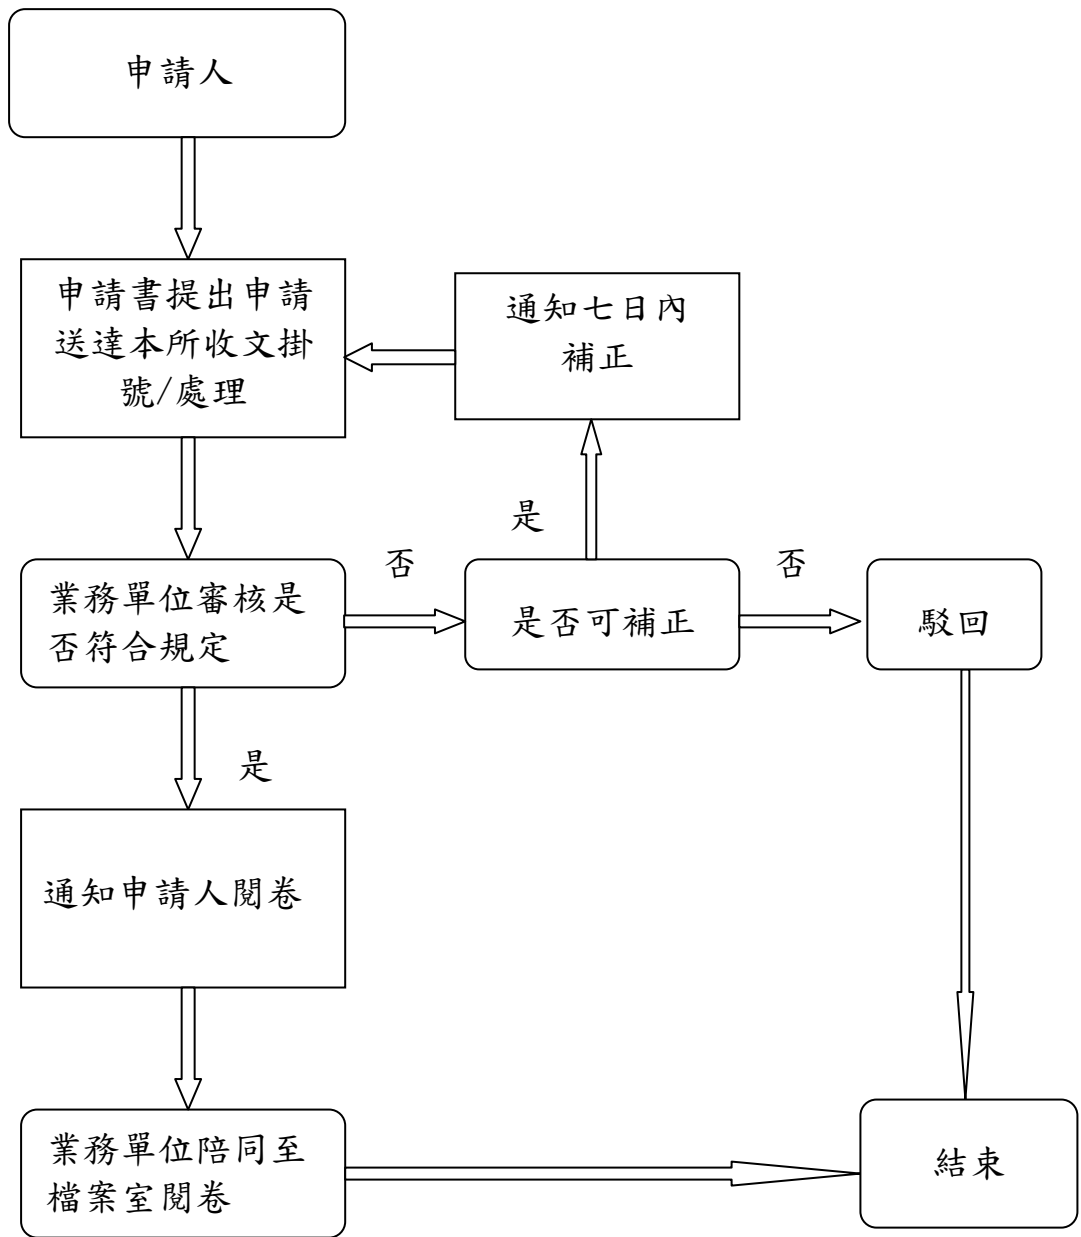 申請人
申請書提出申請
送達本所收文掛
號/處理
通知七日內
補正
是
否
否
業務單位審核是
否符合規定
是否可補正
駁回
是
通知申請人閱卷
業務單位陪同至
檔案室閱卷
結束